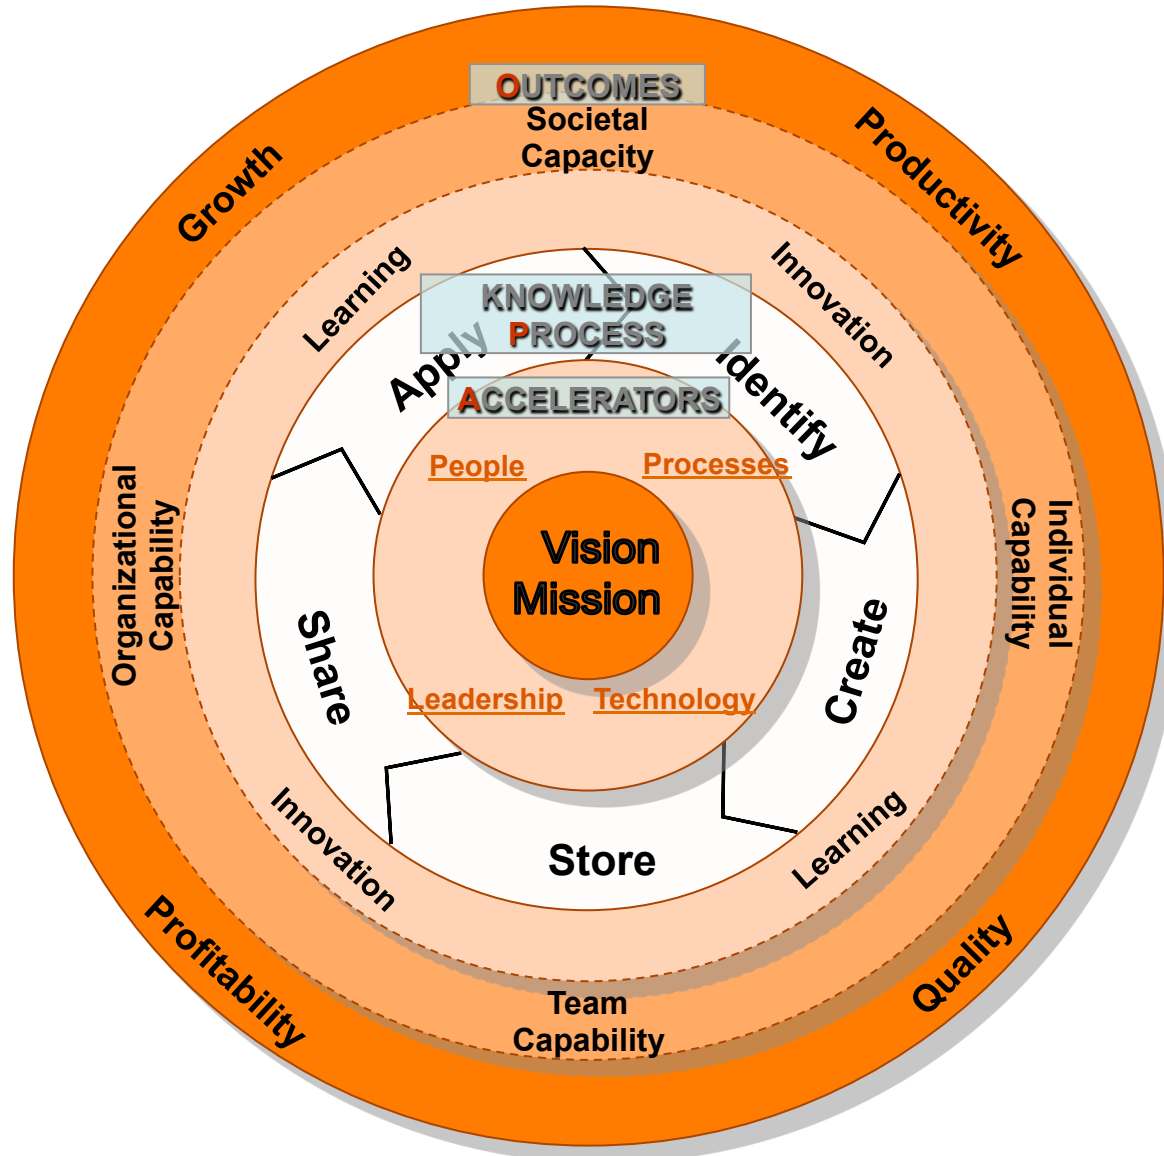 OUTCOMES
Societal
Capacity
Growth
Productivity
Learning
Innovation
KNOWLEDGE
PROCESS
Apply
Identify
ACCELERATORS
People
Processes
Organizational
Capability
Vision
Mission
Individual
Capability
Share
Create
Leadership
Technology
Innovation
Store
Learning
Profitability
Team
Capability
Quality